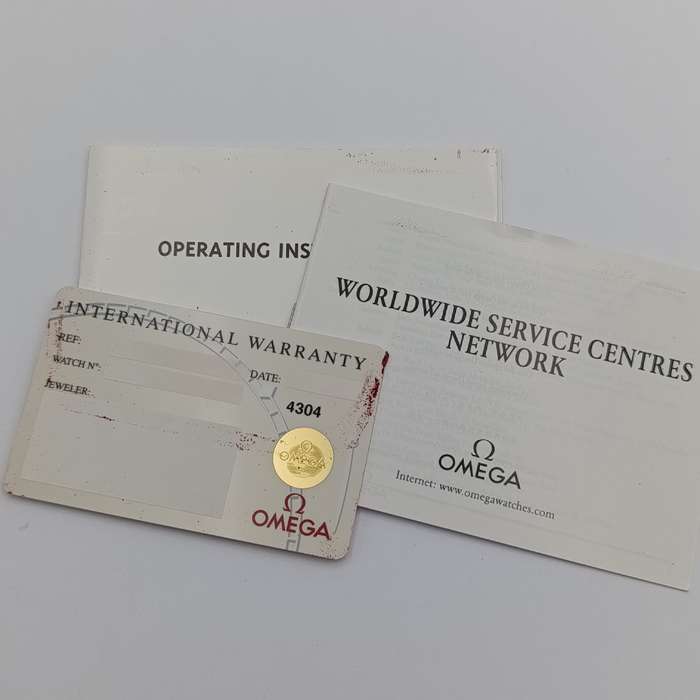 OPERATING INS
WORLDWIDE SERVICE CENTRES
NETWORK
Ω
OMEGA
Internet: www.omegawatches.com
INTERNATIONAL WARRANTY
REF:
WATCH Nº:
DATE:
JEWELER:
4304
OMEGA
Ω
OMEGA